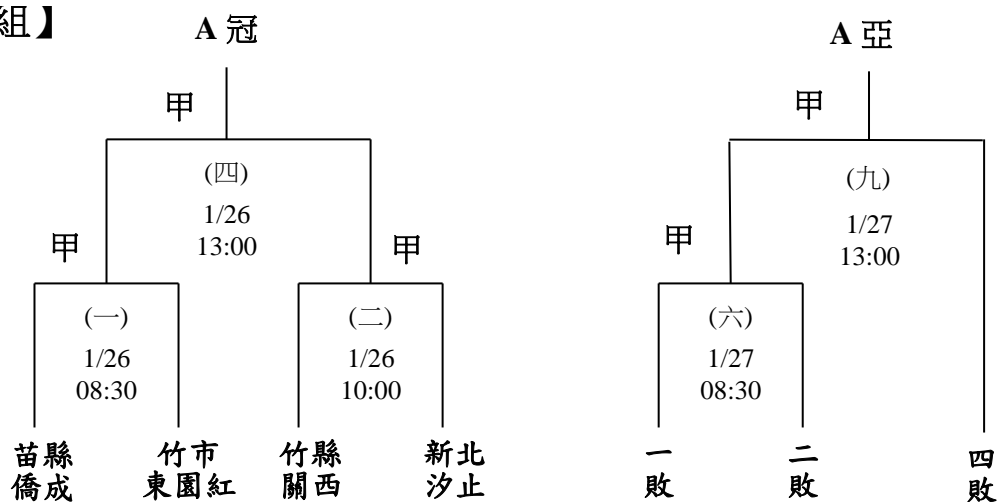 組】
A 冠
A 亞
甲
甲
(四)
1/26
13:00
(九)
1/27
13:00
甲
甲
甲
(一)
1/26
08:30
(二)
1/26
10:00
(六)
1/27
08:30
苗縣
僑成
竹市
東園紅
竹縣
關西
新北
汐止
一
敗
二
敗
四
敗